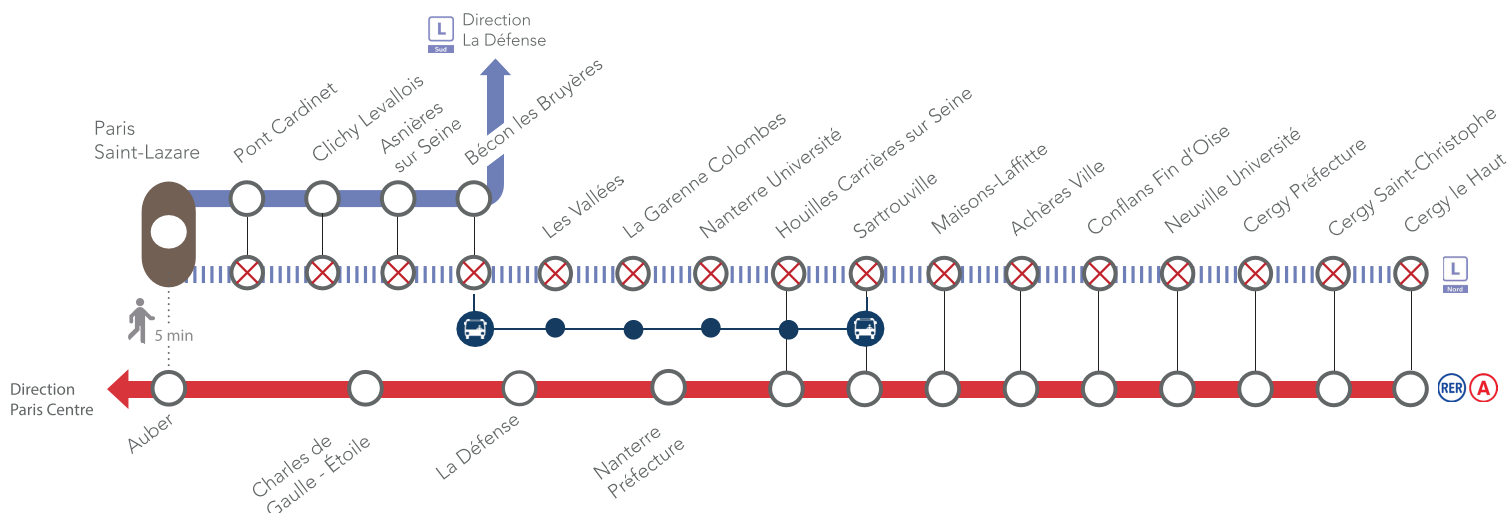 L
Sud
Direction
La Défense
Paris
Saint-Lazare
Pont Cardinet
Clichy Levallois
Asnières
sur Seine
Bécon les Bruyères
Les Vallées
La Garenne Colombes
Nanterre Université
Houilles Carrières sur Seine
Sartrouville
Maisons-Laffitte
Achères Ville
Conflans Fin d'Oise
Neuville Université
Cergy Préfecture
Cergy Saint-Christophe
Cergy le Haut
L
Nord
5 min
Direction
Paris Centre
RER
A
Auber
Charles de
Gaulle - Étoile
La Défense
Nanterre
Préfecture